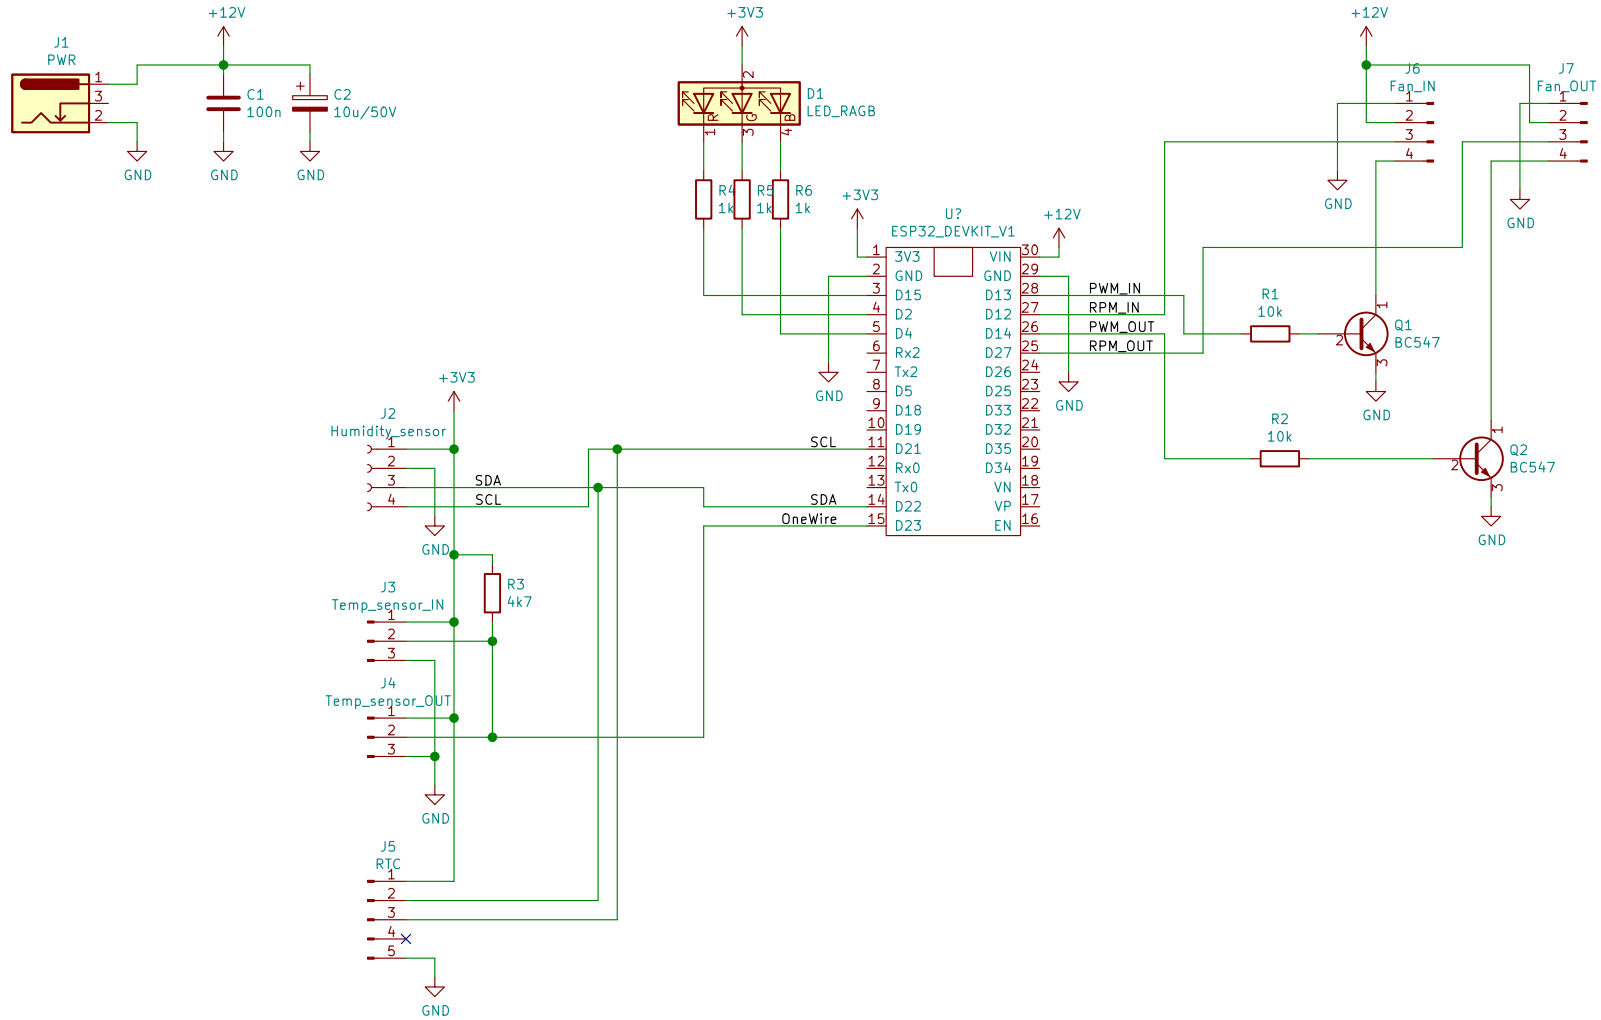 +12V
J1
PWR
1
3
2
GND
+
C1
100n
C2
10u/50V
GND
GND
+3V3
2
D1
LED_RAGB
R
G
B
1
3
4
R4
1k
R5
1k
R6
1k
+3V3
U?
ESP32_DEVKIT_V1
+12V
1 3V3 VIN 30
2 GND GND 29
3 D15 D13 28
4 D2 D12 27
5 D4 D14 26
6 Rx2 D27 25
7 Tx2 D26 24
8 D5 D25 23
9 D18 D33 22
10 D19 D32 21
11 D21 D35 20
12 Rx0 D34 19
13 Tx0 VN 18
14 D22 VP 17
15 D23 EN 16
GND
GND
PWM_IN
RPM_IN
PWM_OUT
RPM_OUT
SCL
SDA
OneWire
+12V
J6
Fan_IN
1
2
3
4
GND
J7
Fan_OUT
1
2
3
4
GND
R1
10k
1
2
3
Q1
BC547
GND
R2
10k
1
2
3
Q2
BC547
GND
+3V3
J2
Humidity_sensor
1
2
3
4
SDA
SCL
GND
R3
4k7
J3
Temp_sensor_IN
1
2
3
J4
Temp_sensor_OUT
1
2
3
GND
J5
RTC
1
2
3
4
5
GND